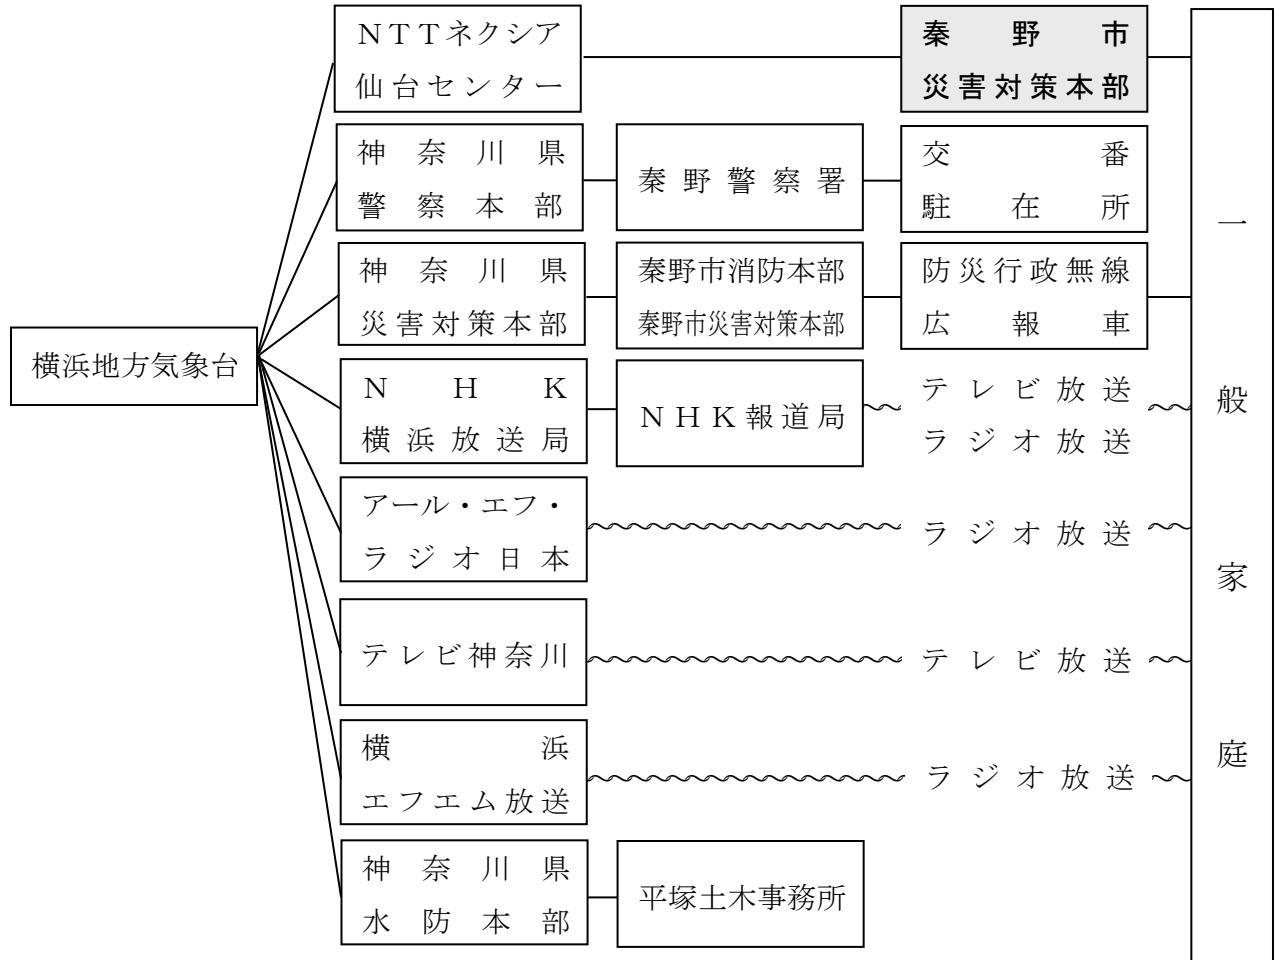 横浜地方気象台
NTTネクシア
仙台センター
秦野市
災害対策本部
神奈川県
警察本部
秦野警察署
交番
駐在所
神奈川県
災害対策本部
秦野市消防本部
秦野市災害対策本部
防災行政無線
広報車
NHK
横浜放送局
NHK報道局
テレビ放送
ラジオ放送
アール・エフ・
ラジオ日本
ラジオ放送
テレビ神奈川
テレビ放送
横浜
エフエム放送
ラジオ放送
神奈川県
水防本部
平塚土木事務所
一般家庭